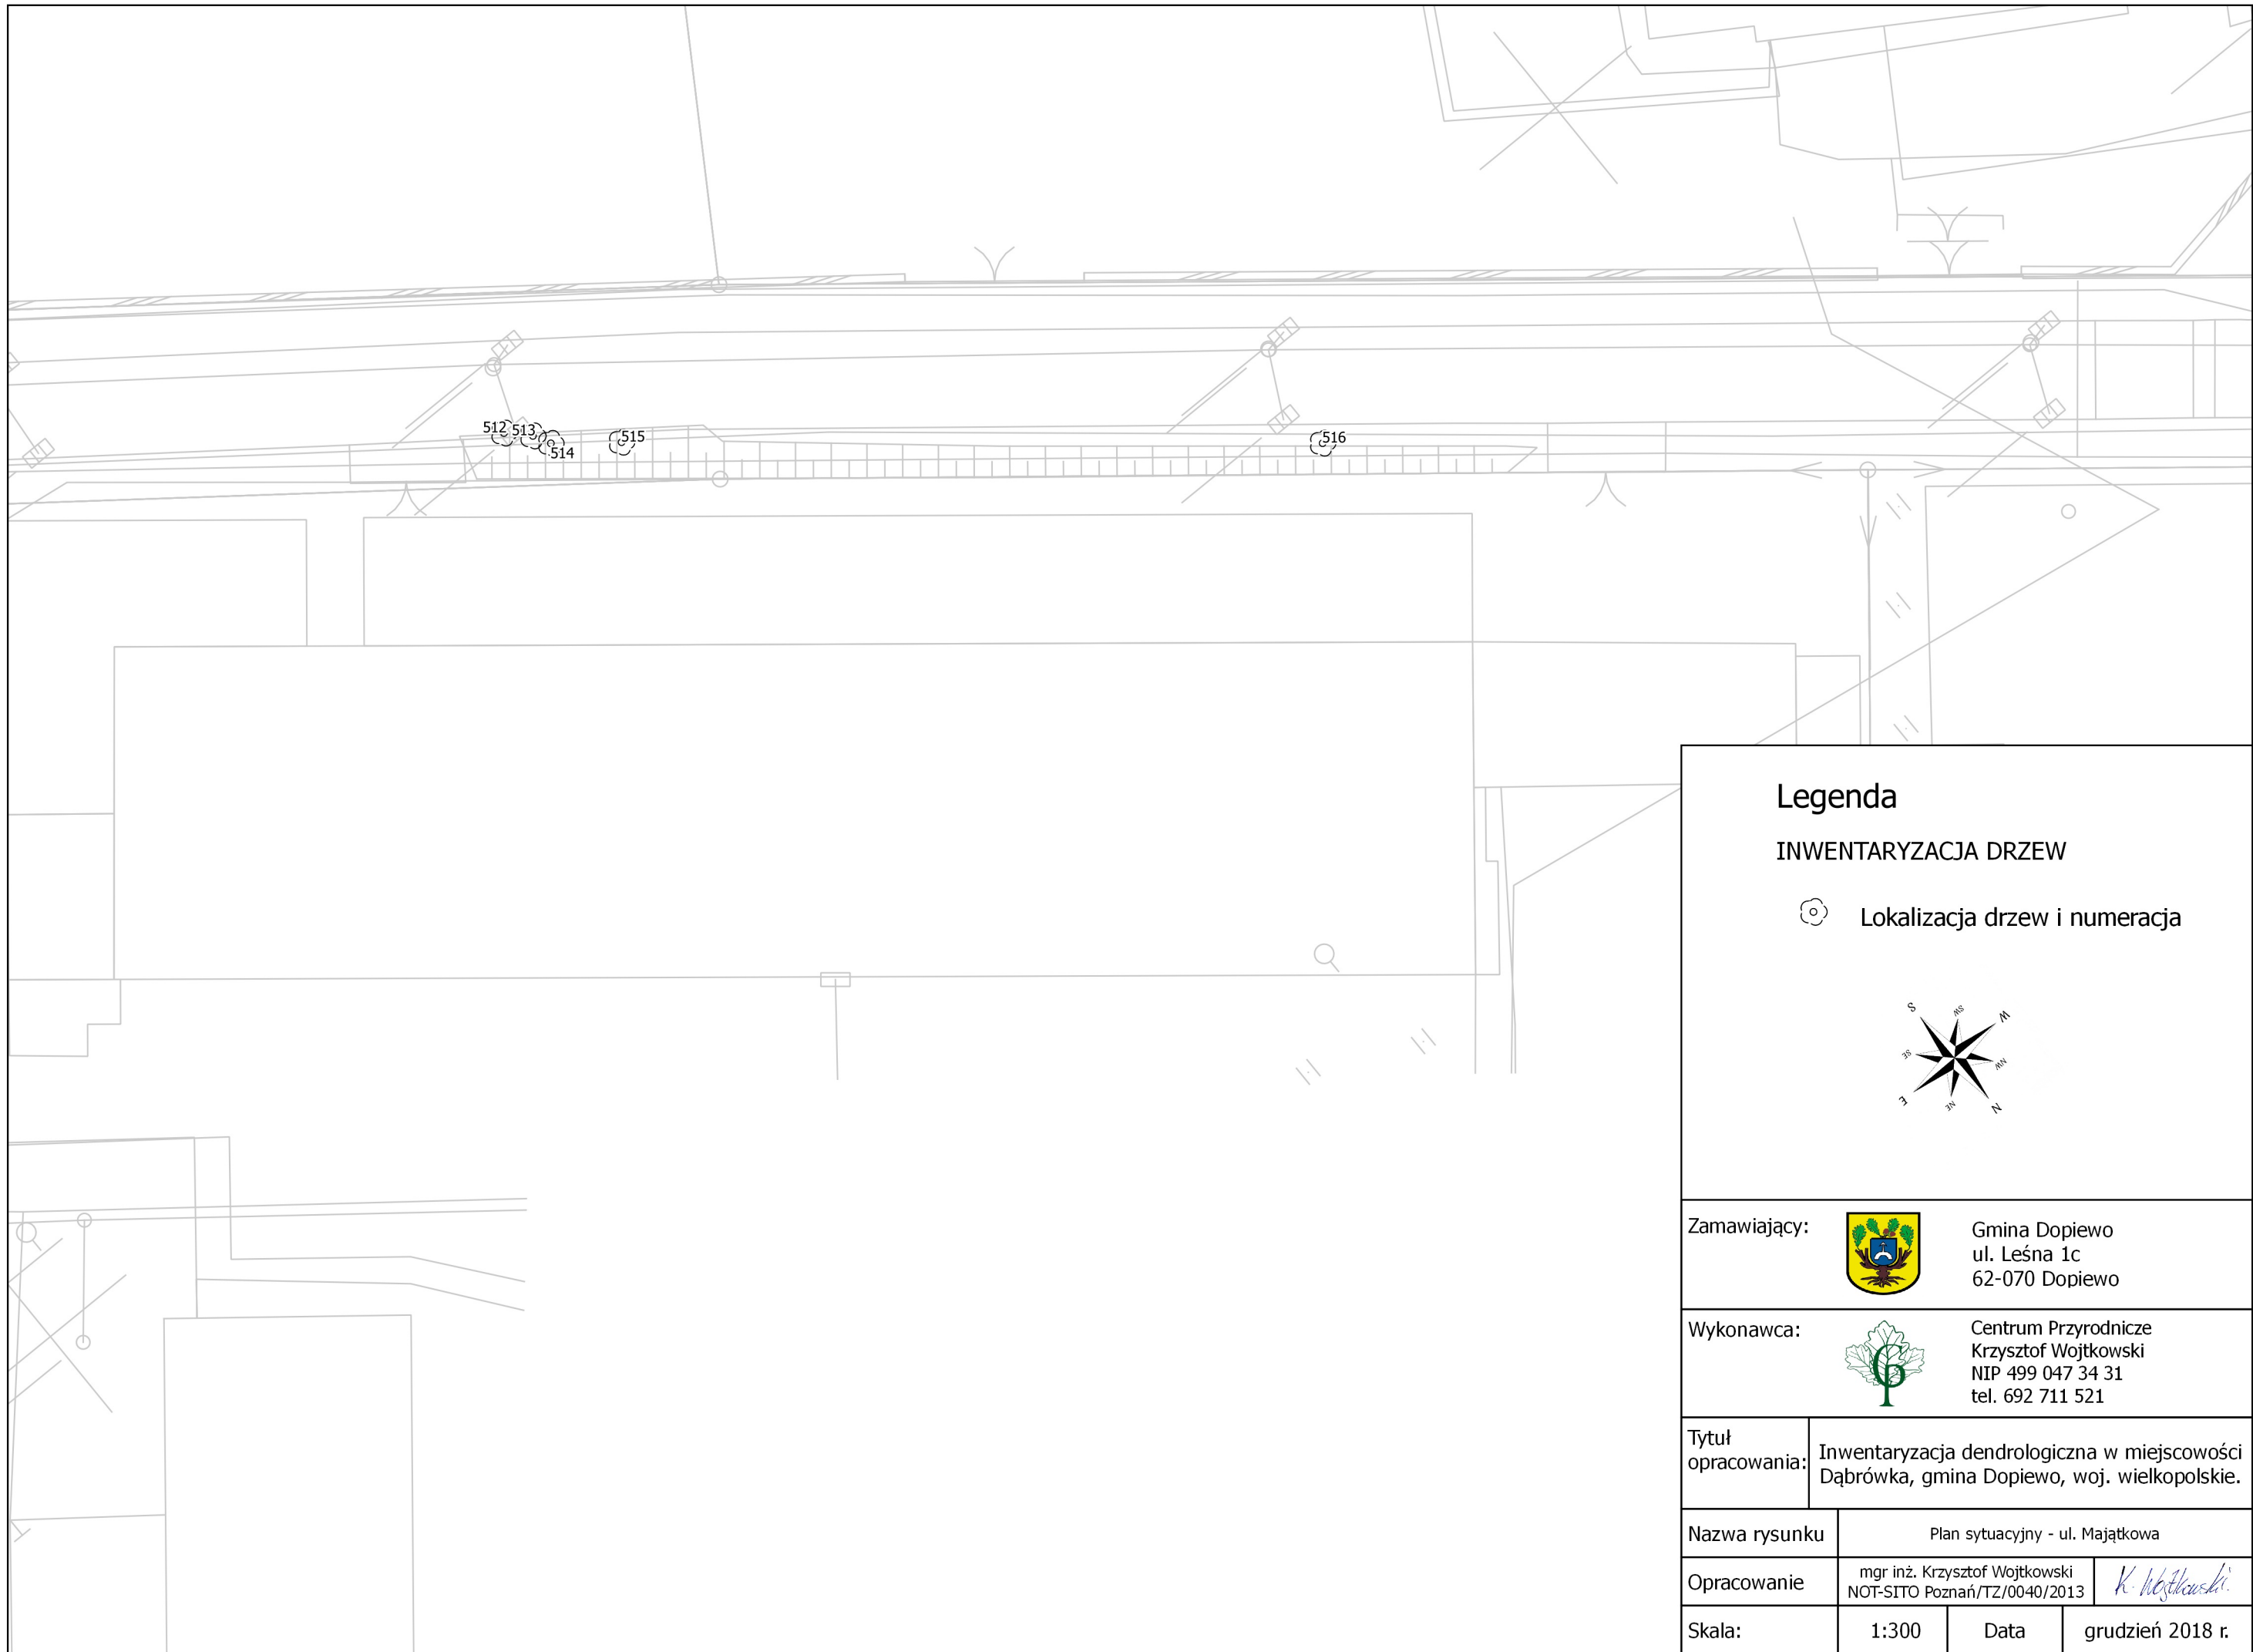 512
513
514
515
516
Legenda
INWENTARYZACJA DRZEW
Lokalizacja drzew i numeracja
S
SW
W
SE
NW
E
NE
N
Zamawiający:
Gmina Dopiewo
ul. Leśna 1c
62-070 Dopiewo
Wykonawca:
Centrum Przyrodnicze
Krzysztof Wojtkowski
NIP 499 047 34 31
tel. 692 711 521
Tytuł
opracowania:
Inwentaryzacja dendrologiczna w miejscowości
Dąbrówka, gmina Dopiewo, woj. wielkopolskie.
Nazwa rysunku
Plan sytuacyjny - ul. Majątkowa
Opracowanie
mgr inż. Krzysztof Wojtkowski
NOT-SITO Poznań/TZ/0040/2013
K. Wojtkowski
Skala:
1:300
Data
grudzień 2018 r.